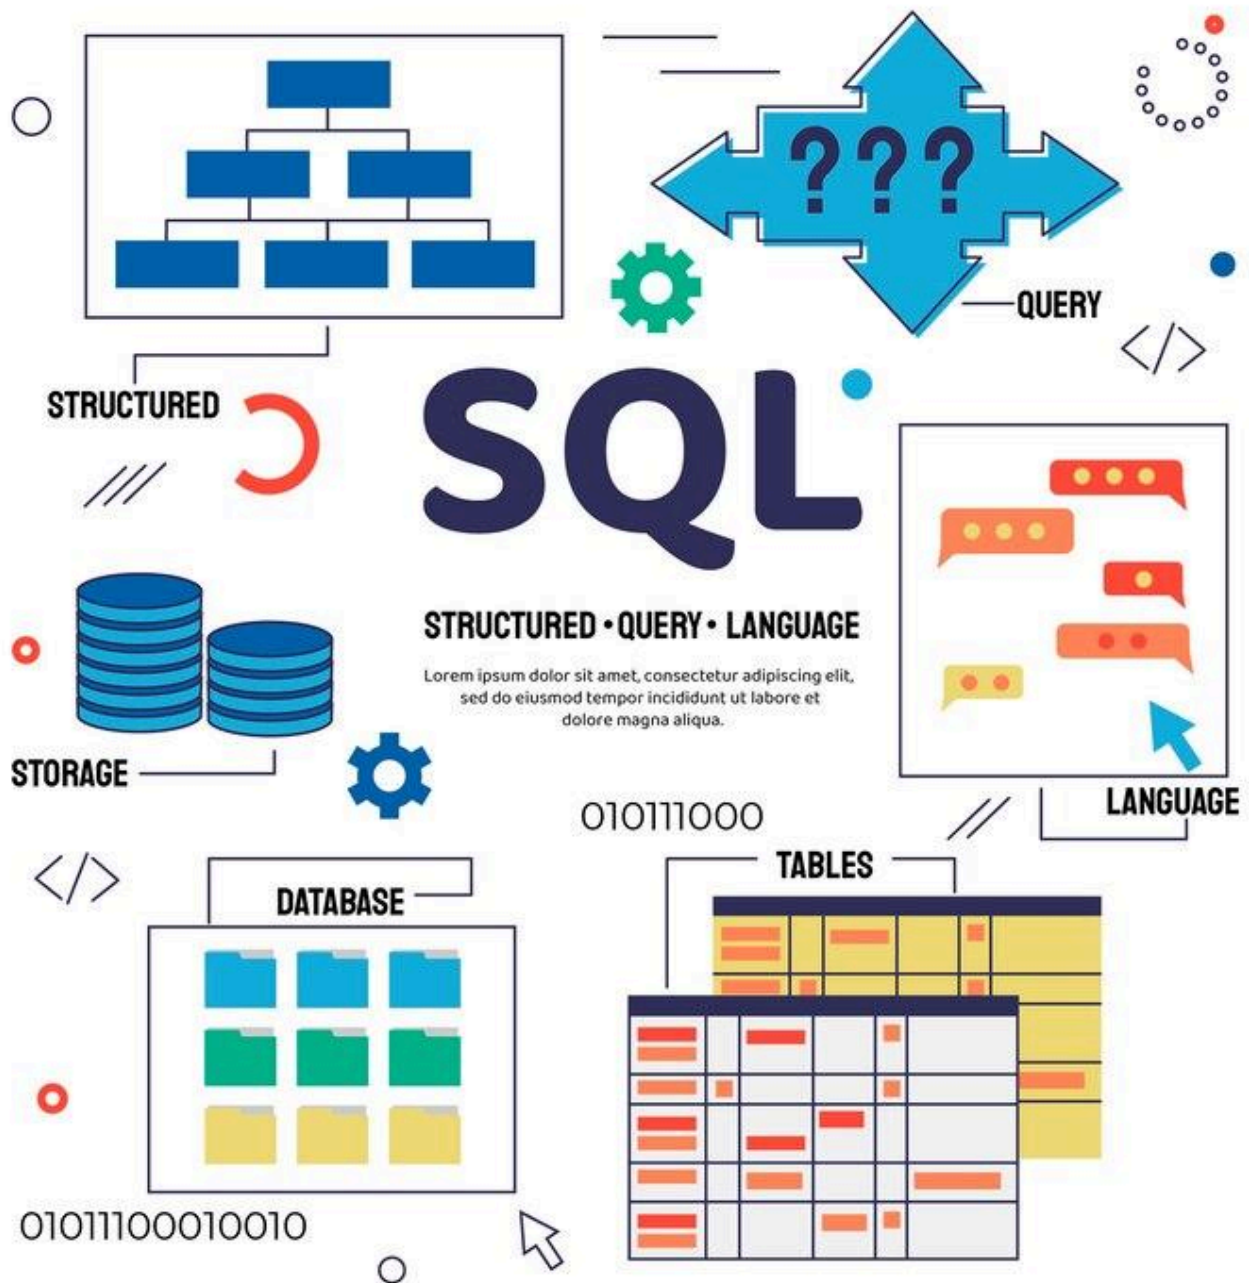 ???
QUERY
STRUCTURED
SQL
STRUCTURED • QUERY • LANGUAGE
Lorem ipsum dolor sit amet, consectetur adipiscing elit,
sed do eiusmod tempor incididunt ut labore et
dolore magna aliqua.
STORAGE
LANGUAGE
010111000
TABLES
DATABASE
010111100010010